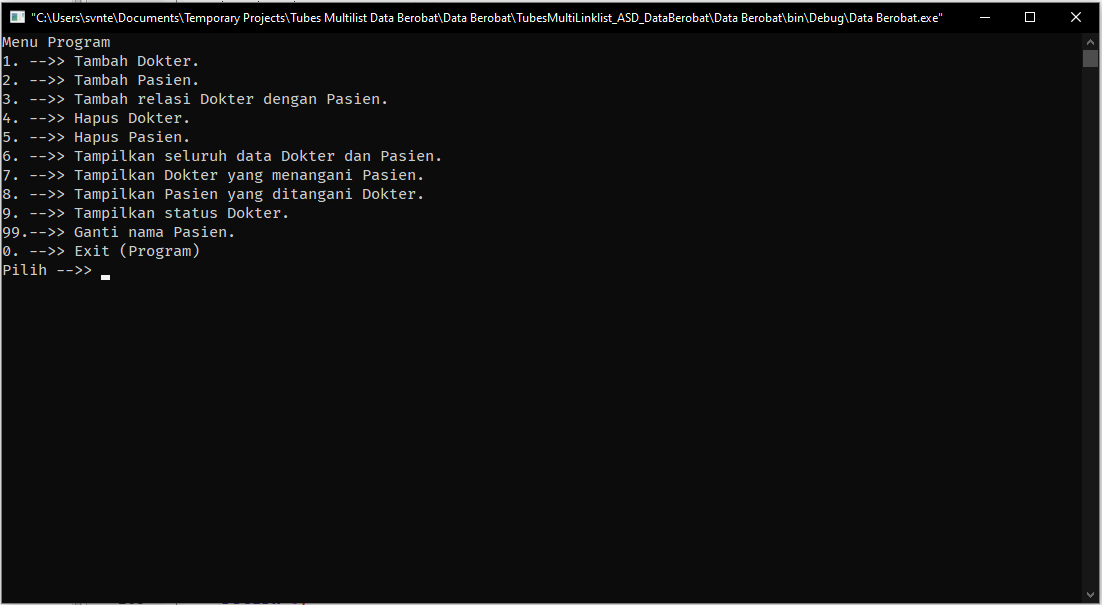 "C:\Users\svnte\Documents\Temporary Projects\Tubes Multilist Data Berobat\Data Berobat\TubesMultiLinklist_ASD_DataBerobat\Data Berobat\bin\Debug\Data Berobat.exe"
Menu Program
1. -->> Tambah Dokter.
2. -->> Tambah Pasien.
3. -->> Tambah relasi Dokter dengan Pasien.
4. -->> Hapus Dokter.
5. -->> Hapus Pasien.
6. -->> Tampilkan seluruh data Dokter dan Pasien.
7. -->> Tampilkan Dokter yang menangani Pasien.
8. -->> Tampilkan Pasien yang ditangani Dokter.
9. -->> Tampilkan status Dokter.
99.-->> Ganti nama Pasien.
0. -->> Exit (Program)
Pilih -->>